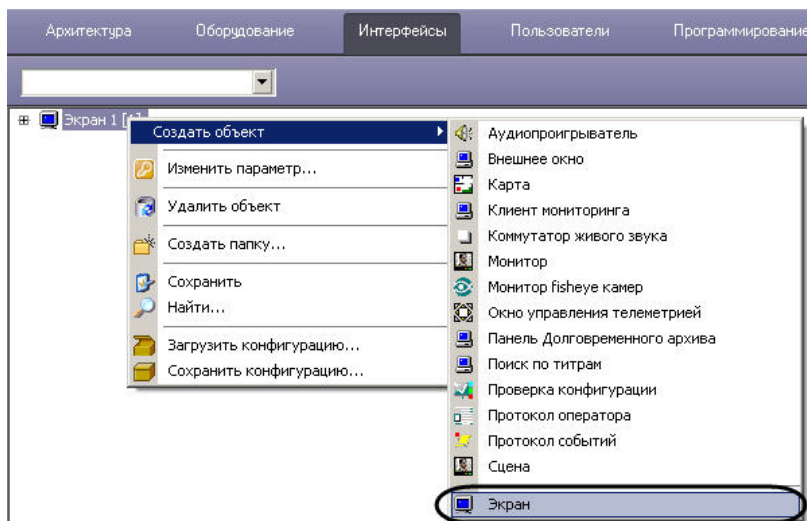 Архитектура Оборудование Интерфейсы Пользователи Программирование
Экран 1 [1]
Создать объект
Изменить параметр...
Удалить объект
Создать папку...
Сохранить
Найти...
Загрузить конфигурацию...
Сохранить конфигурацию...
Аудиопроигрыватель
Внешнее окно
Карта
Клиент мониторинга
Коммутатор живого звука
Монитор
Монитор fisheye камер
Окно управления телеметрией
Панель Долговременного архива
Поиск по титрам
Проверка конфигурации
Протокол оператора
Протокол событий
Сцена
Экран